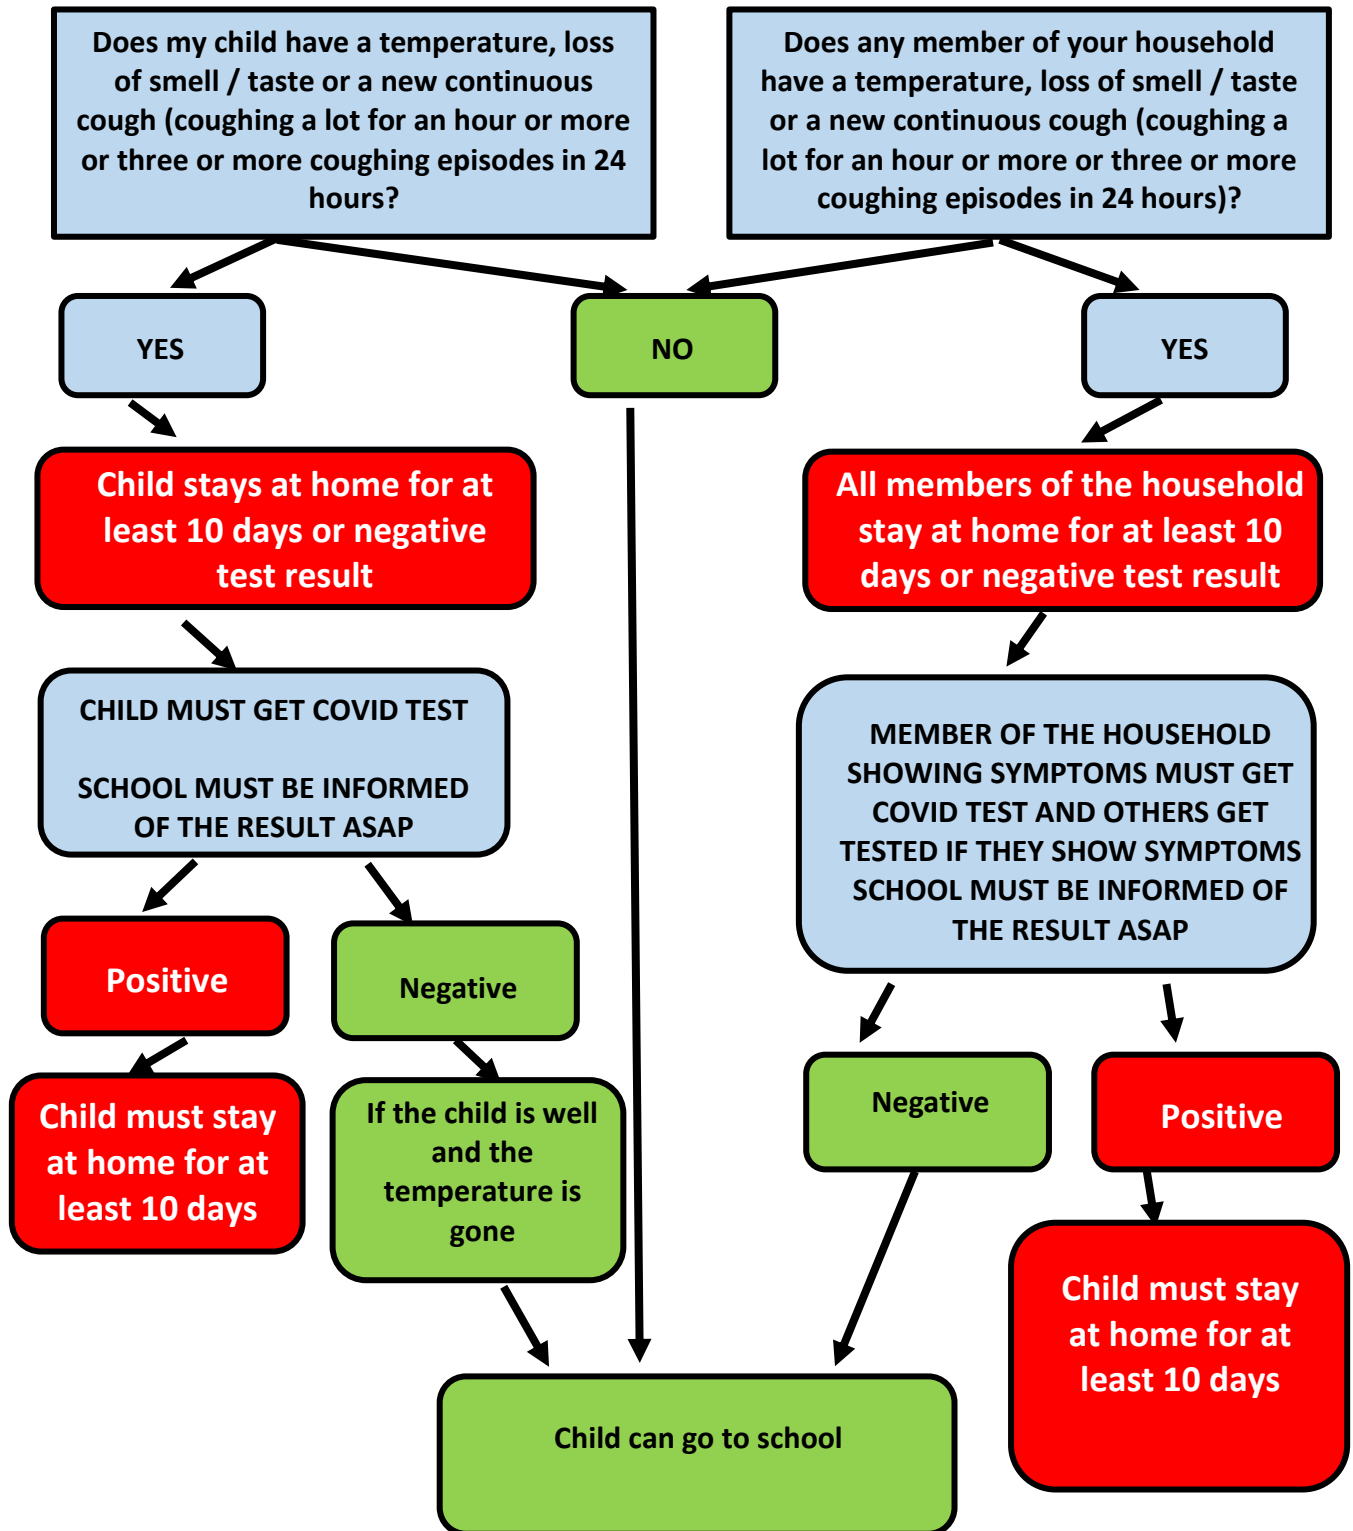 Does my child have a temperature, loss
of smell / taste or a new continuous
cough (coughing a lot for an hour or more
or three or more coughing episodes in 24
hours?
Does any member of your household
have a temperature, loss of smell / taste
or a new continuous cough (coughing a
lot for an hour or more or three or more
coughing episodes in 24 hours)?
YES
NO
YES
Child stays at home for at
least 10 days or negative
test result
All members of the household
stay at home for at least 10
days or negative test result
CHILD MUST GET COVID TEST
SCHOOL MUST BE INFORMED
OF THE RESULT ASAP
MEMBER OF THE HOUSEHOLD
SHOWING SYMPTOMS MUST GET
COVID TEST AND OTHERS GET
TESTED IF THEY SHOW SYMPTOMS
SCHOOL MUST BE INFORMED OF
THE RESULT ASAP
Positive
Negative
Negative
Positive
Child must stay
at home for at
least 10 days
If the child is well
and the
temperature is
gone
Child must stay
at home for at
least 10 days
Child can go to school